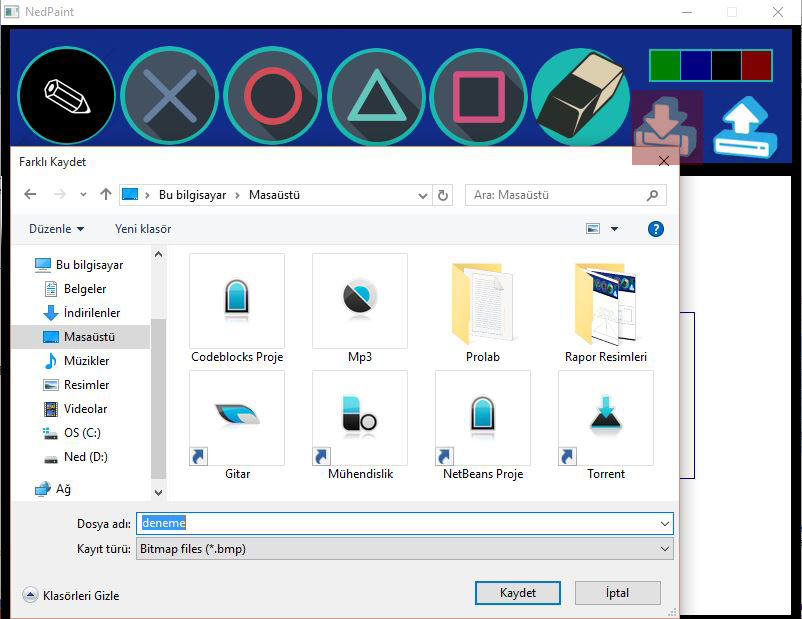 NedPaint
Farklı Kaydet
Bu bilgisayar › Masaüstü
Ara: Masaüstü
Düzenle
Yeni klasör
?
Bu bilgisayar
Belgeler
İndirilenler
Masaüstü
Müzikler
Resimler
Videolar
OS (C:)
Ned (D:)
Ağ
Codeblocks Proje
Mp3
Prolab
Rapor Resimleri
Gitar
Mühendislik
NetBeans Proje
Torrent
Dosya adı: deneme
Kayıt türü: Bitmap files (*.bmp)
Klasörleri Gizle
Kaydet
İptal